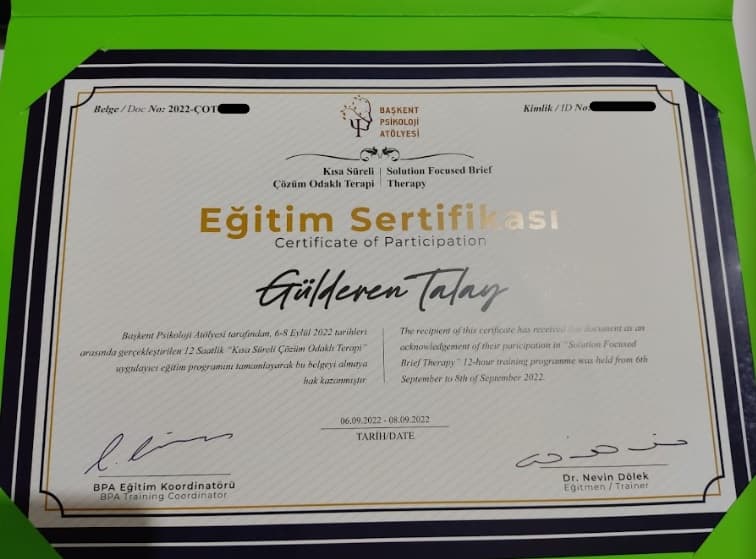 Belge / Doc No: 2022-ÇOT
BAŞKENT
PSİKOLOJİ
ATÖLYESİ
Kimlik / ID No:
Kısa Süreli
Çözüm Odaklı Terapi
Solution Focused Brief
Therapy
Eğitim Sertifikası
Certificate of Participation
Gülderen Talay
Başkent Psikoloji Atölyesi tarafından, 6-8 Eylül 2022 tarihleri
arasında gerçekleştirilen 12 Saatlik "Kısa Süreli Çözüm Odaklı Terapi"
uygulayıcı eğitim programını tamamlayarak bu belgeyi almaya
hak kazanmıştır.
The recipient of this cerificate has received this document as an
acknowledgement of their participation in "Solution Focused
Brief Therapy" 12-hour training programme was held from 6th
September to 8th of September 2022.
06.09.2022 - 08.09.2022
TARİH/DATE
BPA Eğitim Koordinatörü
BPA Training Coordinator
Dr. Nevin Dölek
Eğitmen / Trainer